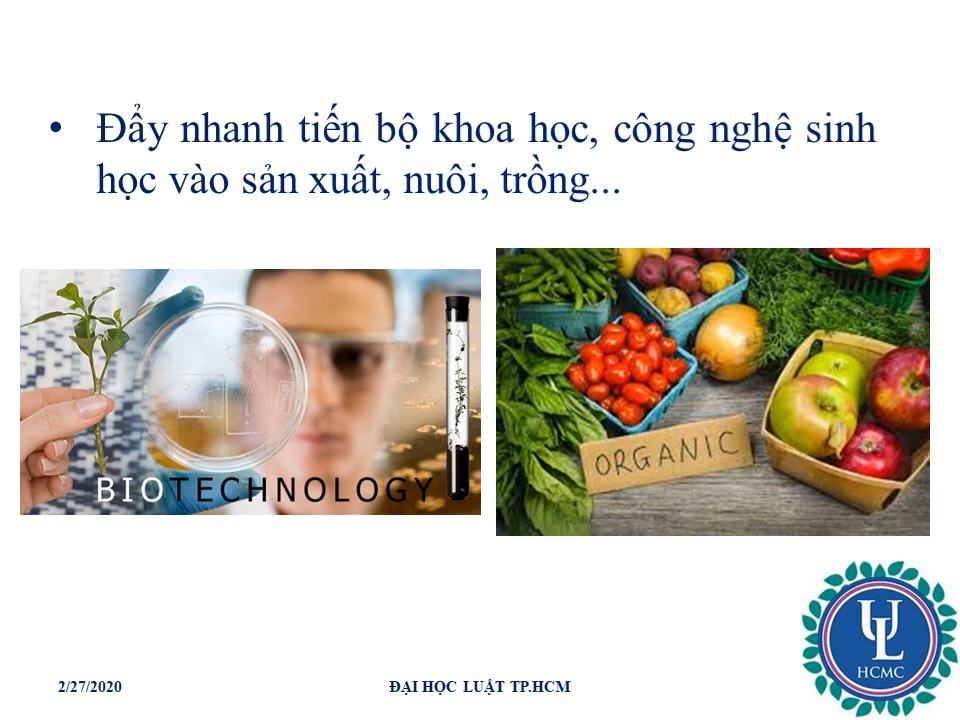 • Đẩy nhanh tiến bộ khoa học, công nghệ sinh
học vào sản xuất, nuôi, trồng...
BIOTECHNOLOGY
ORGANIC
UL
HCMC
2/27/2020
ĐẠI HỌC LUẬT TP.HCM